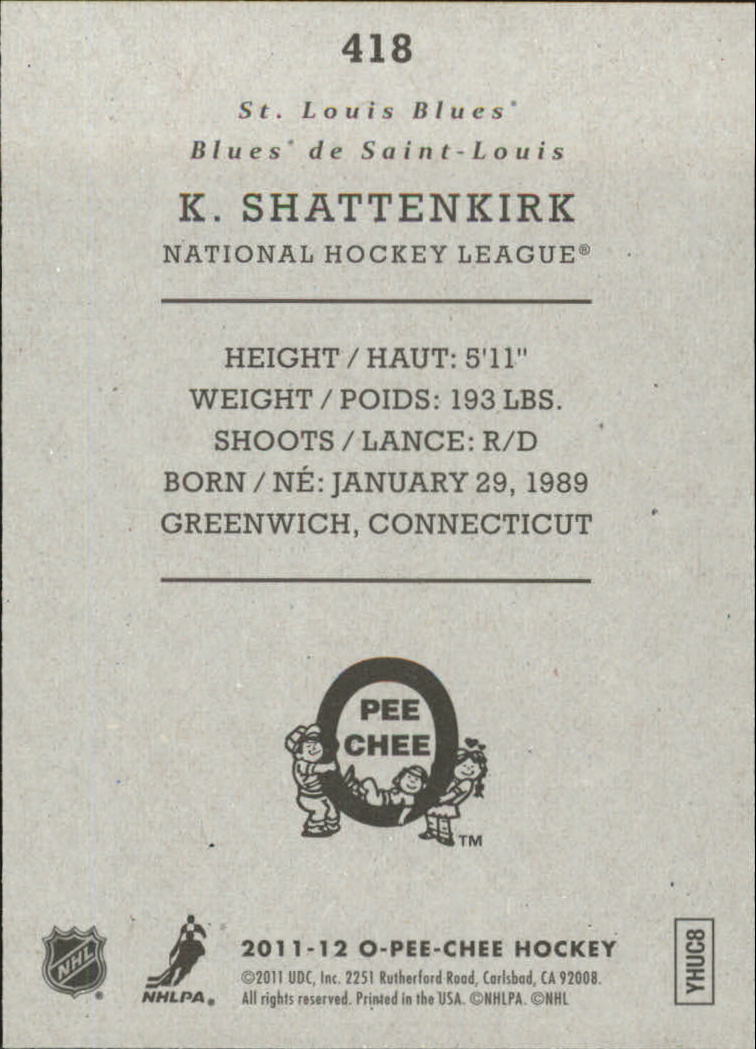 418
St. Louis Blues®
Blues® de Saint-Louis
K. SHATTENKIRK
NATIONAL HOCKEY LEAGUE®
HEIGHT / HAUT: 5'11"
WEIGHT / POIDS: 193 LBS.
SHOOTS / LANCE: R/D
BORN / NÉ: JANUARY 29, 1989
GREENWICH, CONNECTICUT
O
PEE
CHEE
TM
NHL
®
NHLPA®
2011-12 O-PEE-CHEE HOCKEY
©2011 UDC, Inc. 2251 Rutherford Road, Carlsbad, CA 92008.
All rights reserved. Printed in the USA. ©NHLPA. ©NHL
YHUC8